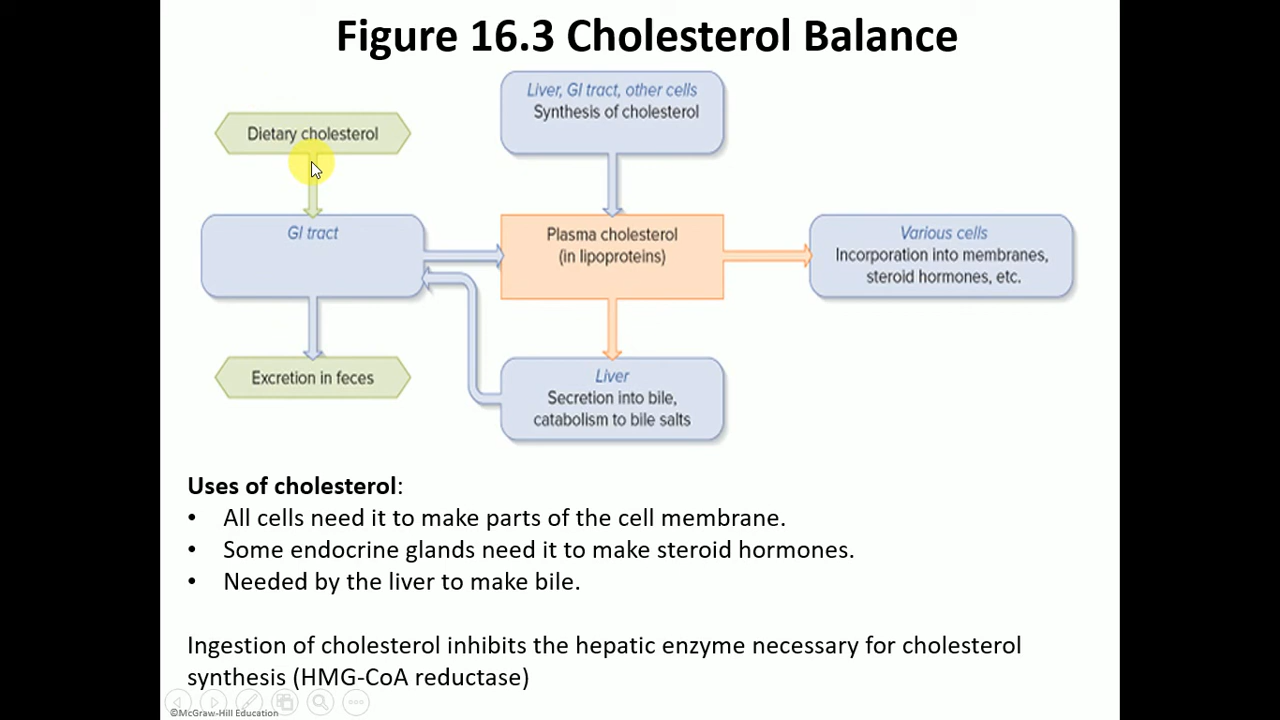 Figure 16.3 Cholesterol Balance
Liver, GI tract, other cells
Synthesis of cholesterol
Dietary cholesterol
GI tract
Plasma cholesterol
(in lipoproteins)
Various cells
Incorporation into membranes,
steroid hormones, etc.
Excretion in feces
Liver
Secretion into bile,
catabolism to bile salts
Uses of cholesterol:
• All cells need it to make parts of the cell membrane.
• Some endocrine glands need it to make steroid hormones.
• Needed by the liver to make bile.
Ingestion of cholesterol inhibits the hepatic enzyme necessary for cholesterol
synthesis (HMG-CoA reductase)
©McGraw-Hill Education